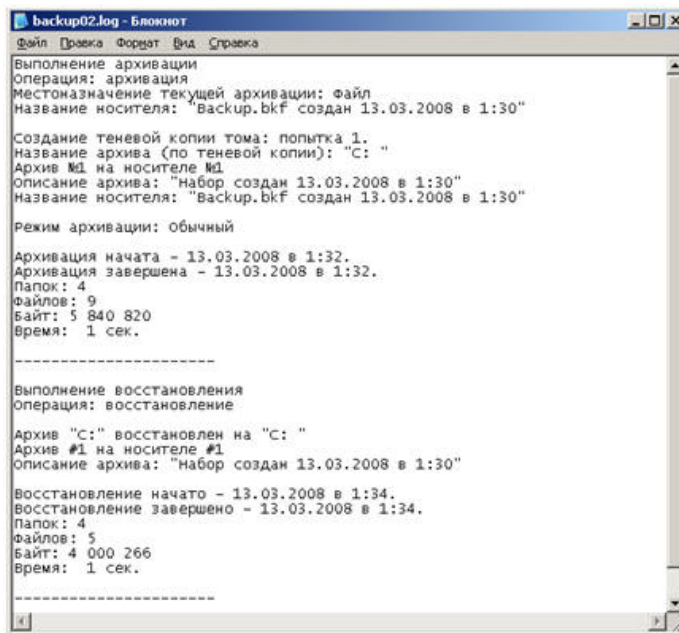 backup02.log - Блокнот
Файл Правка Формат Вид Справка
Выполнение архивации
Операция: архивация
Местоназначение текущей архивации: Файл
Название носителя: "Backup.bkf создан 13.03.2008 в 1:30"
Создание теневой копии тома: попытка 1.
Название архива (по теневой копии): "C: "
Архив №1 на носителе №1
Описание архива: "Набор создан 13.03.2008 в 1:30"
Название носителя: "Backup.bkf создан 13.03.2008 в 1:30"
Режим архивации: Обычный
Архивация начата - 13.03.2008 в 1:32.
Архивация завершена - 13.03.2008 в 1:32.
Папок: 4
Файлов: 9
Байт: 5 840 820
Время:  1 сек.
----------------------
Выполнение восстановления
Операция: восстановление
Архив "C:" восстановлен на "C: "
Архив #1 на носителе #1
Описание архива: "Набор создан 13.03.2008 в 1:30"
Восстановление начато - 13.03.2008 в 1:34.
Восстановление завершено - 13.03.2008 в 1:34.
Папок: 4
Файлов: 5
Байт: 4 000 266
Время:  1 сек.
----------------------